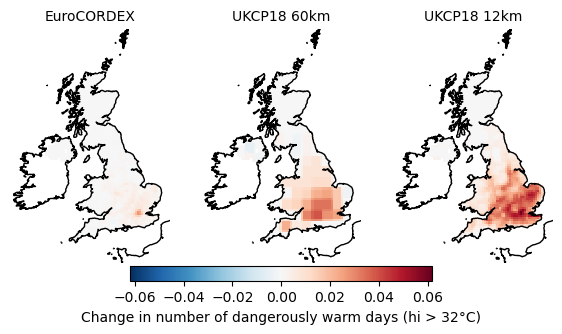 EuroCORDEX UKCP18 60km UKCP18 12km
−0.06 −0.04 −0.02 0.00 0.02 0.04 0.06
Change in number of dangerously warm days (hi > 32°C)